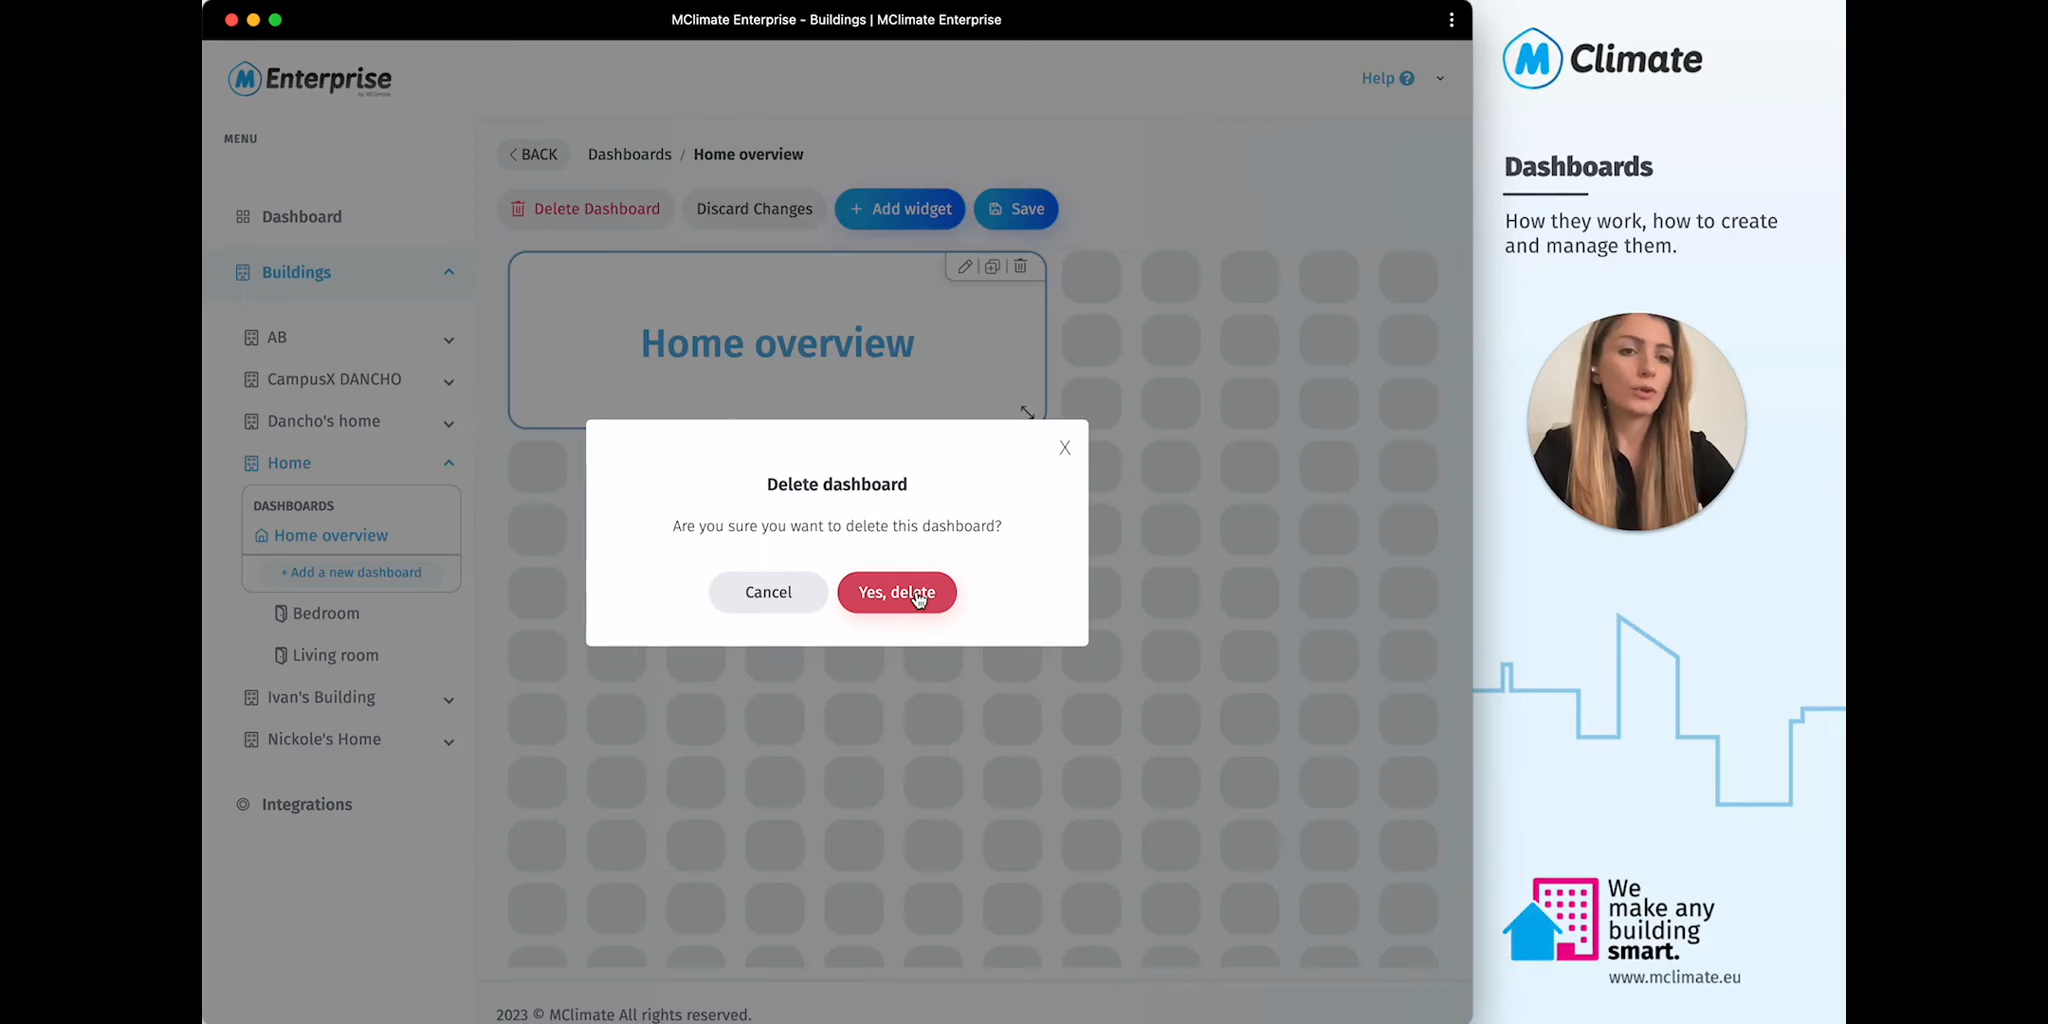 MClimate Enterprise - Buildings | MClimate Enterprise
M Enterprise
by MClimate
Help ?
MENU
Dashboard
Buildings
AB
CampusX DANCHO
Dancho's home
Home
DASHBOARDS
Home overview
+ Add a new dashboard
Bedroom
Living room
Ivan's Building
Nickole's Home
Integrations
BACK
Dashboards / Home overview
Delete Dashboard
Discard Changes
+ Add widget
Save
Home overview
X
Delete dashboard
Are you sure you want to delete this dashboard?
Cancel
Yes, delete
2023 © MClimate All rights reserved.
M Climate
Dashboards
How they work, how to create
and manage them.
We
make any
building
smart.
www.mclimate.eu